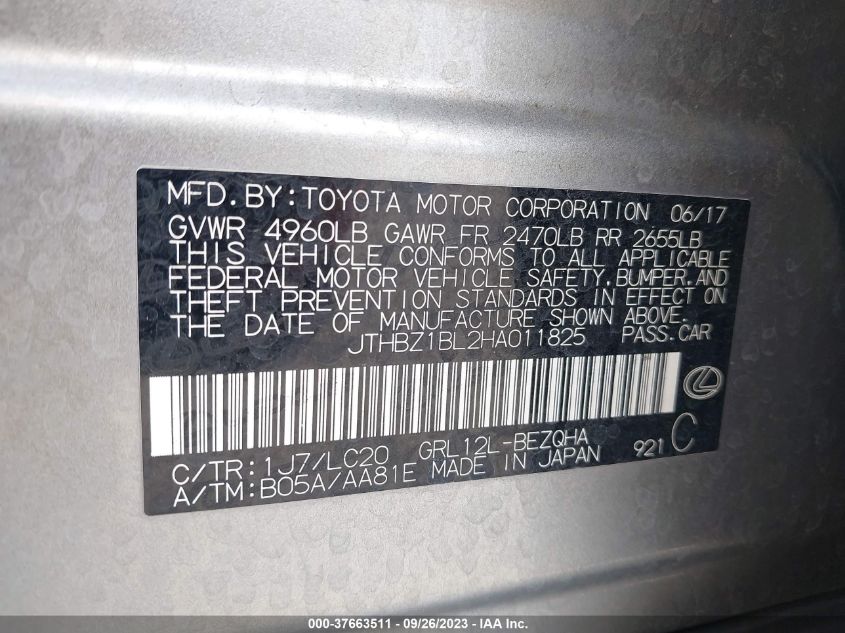 MFD.BY:TOYOTA MOTOR CORPORATION 06/17
GVWR 4960LB GAWR FR 2470LB RR 2655LB
THIS VEHICLE CONFORMS TO ALL APPLICABLE
FEDERAL MOTOR VEHICLE SAFETY,BUMPER,AND
THEFT PREVENTION STANDARDS IN EFFECT ON
THE DATE OF MANUFACTURE SHOWN ABOVE.
JTHBZ1BL2HA011825 PASS.CAR
C/TR:1J7/LC20 GRL12L-BEZQHA 921 C
A/TM:B05A/AA81E MADE IN JAPAN
000-37663511 - 09/26/2023 - IAA Inc.